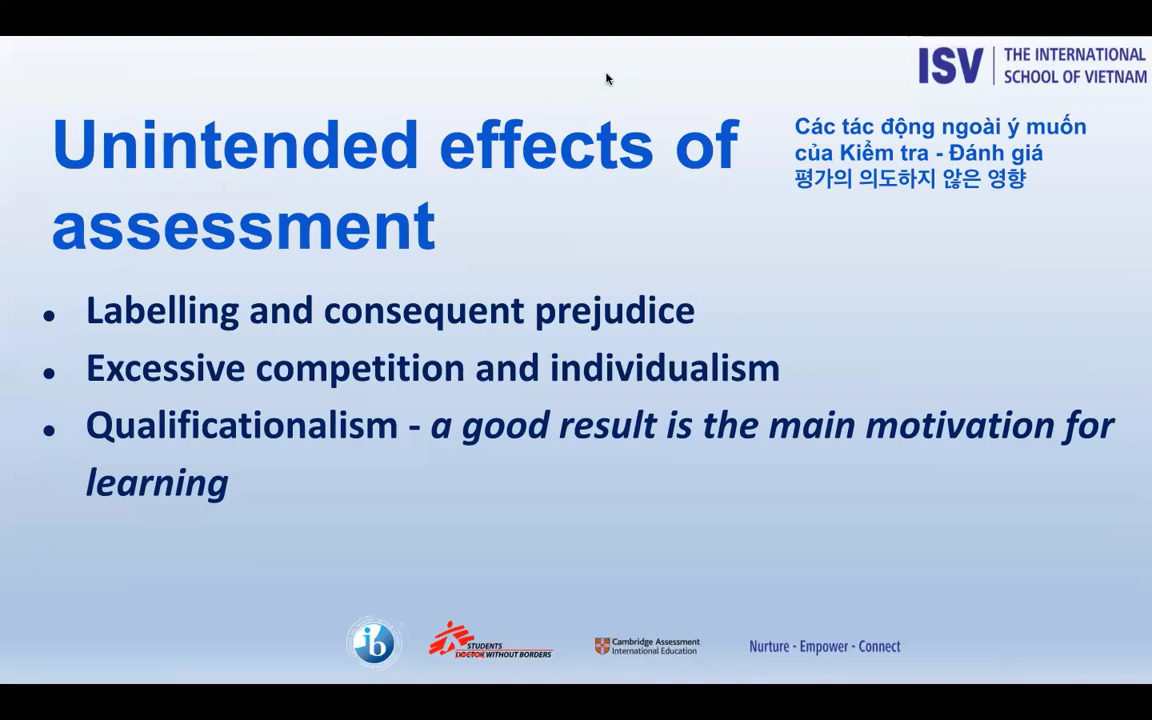 ISV
THE INTERNATIONAL
SCHOOL OF VIETNAM
Unintended effects of
assessment
Các tác động ngoài ý muốn
của Kiểm tra - Đánh giá
평가의 의도하지 않은 영향
• Labelling and consequent prejudice
• Excessive competition and individualism
• Qualificationalism - a good result is the main motivation for
learning
ib
STUDENTS
DOCTOR WITHOUT BORDERS
Cambridge Assessment
International Education
Nurture - Empower - Connect